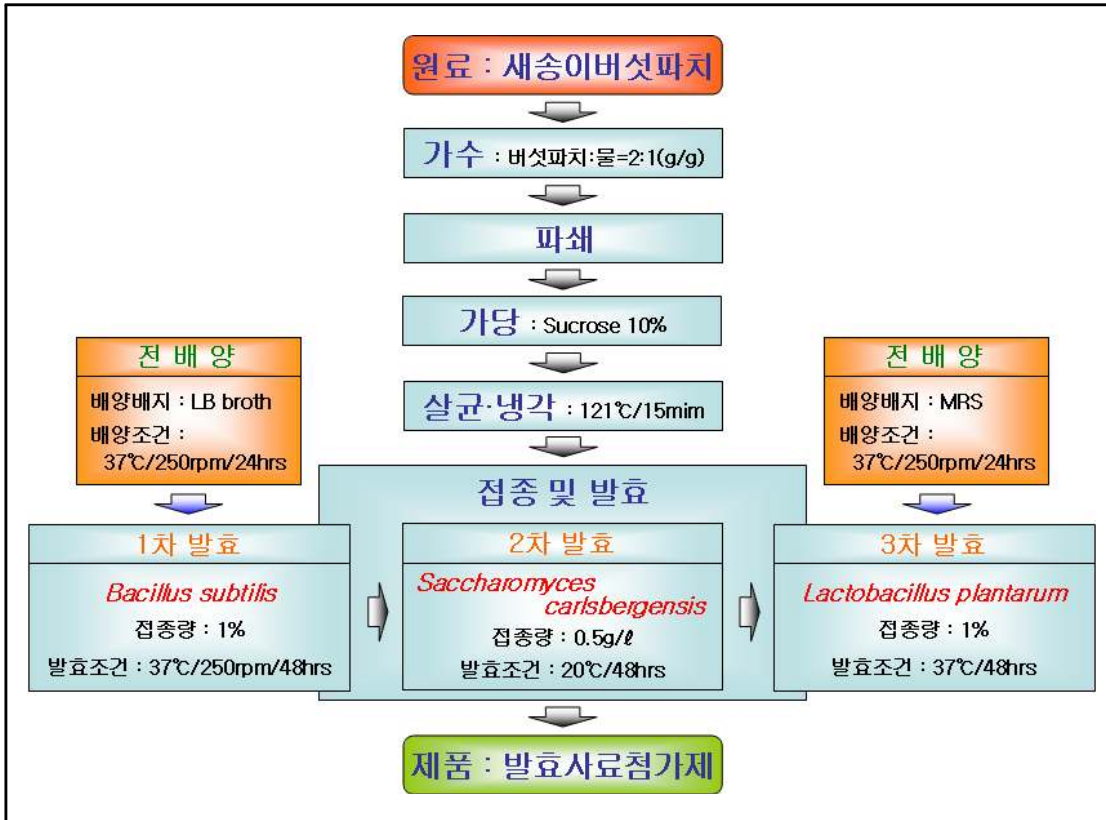 원료 : 새송이버섯파치
가수 : 버섯파치:물=2:1(g/g)
파쇄
가당 : Sucrose 10%
살균·냉각 : 121℃/15mim
전 배 양
배양배지 : LB broth
배양조건 :
37℃/250rpm/24hrs
전 배 양
배양배지 : MRS
배양조건 :
37℃/250rpm/24hrs
접종 및 발효
1차 발효
Bacillus subtilis
접종량 : 1%
발효조건 : 37℃/250rpm/48hrs
2차 발효
Saccharomyces
carlsbergensis
접종량 : 0.5g/ℓ
발효조건 : 20℃/48hrs
3차 발효
Lactobacillus plantarum
접종량 : 1%
발효조건 : 37℃/48hrs
제품 : 발효사료첨가제